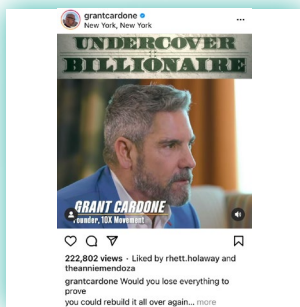 grantcardone
New York, New York
UNDERCOVER
BILLIONAIRE
GRANT CARDONE
Founder, 10X Movement
222,802 views · Liked by rhett.holaway and
theanniemendoza
grantcardone Would you lose everything to
prove
you could rebuild it all over again... more